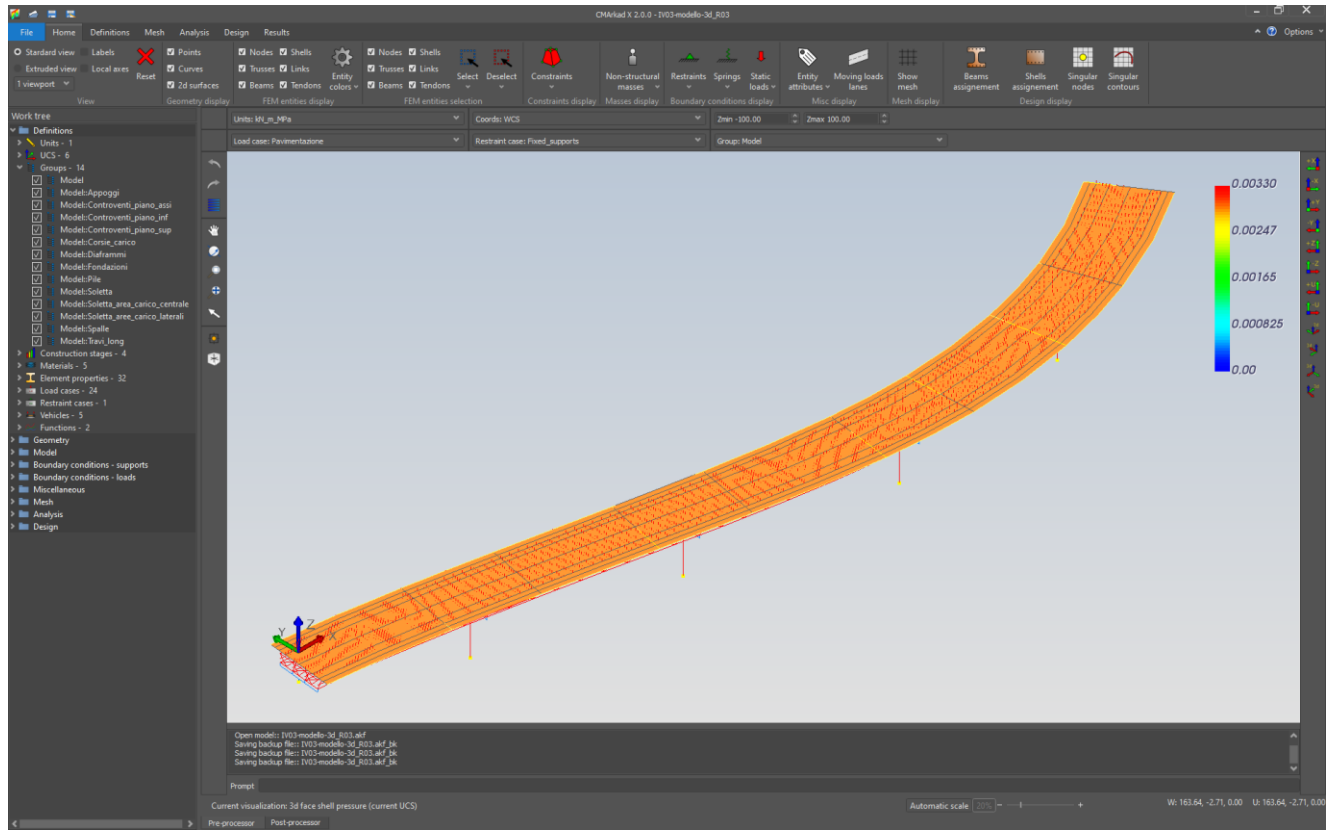 CMArkad X 2.0.0 - IV03-modello-3d_R03
File Home Definitions Mesh Analysis Design Results
Options
Standard view Labels
Extruded view Local axes
1 viewport
Reset
View
Points
Curves
2d surfaces
Geometry display
Nodes Shells
Trusses Links
Beams Tendons
Entity colors
FEM entities display
Nodes Shells
Trusses Links
Beams Tendons
Select Deselect
FEM entities selection
Constraints
Constraints display
Non-structural masses
Masses display
Restraints Springs Static loads
Boundary conditions display
Entity attributes Moving loads lanes
Misc display
Show mesh
Mesh display
Beams assignement Shells assignement Singular nodes Singular contours
Design display
Work tree
Units: kN_m_MPa Coords: WCS Zmin -100.00 Zmax 100.00
Load case: Pavimentazione Restraint case: Fixed_supports Group: Model
Definitions
Units - 1
UCS - 6
Groups - 14
Model
Model::Appoggi
Model::Controventi_piano_assi
Model::Controventi_piano_inf
Model::Controventi_piano_sup
Model::Corsie_carico
Model::Diaframmi
Model::Fondazioni
Model::Pile
Model::Soletta
Model::Soletta_area_carico_centrale
Model::Soletta_aree_carico_laterali
Model::Spalle
Model::Travi_long
Construction stages - 4
Materials - 5
Element properties - 32
Load cases - 24
Restraint cases - 1
Vehicles - 5
Functions - 2
Geometry
Model
Boundary conditions - supports
Boundary conditions - loads
Miscellaneous
Mesh
Analysis
Design
0.00330
0.00247
0.00165
0.000825
0.00
Z
Y
X
+X
-X
+Y
-Y
+Z
-Z
+U
-U
Open model:: IV03-modello-3d_R03.akf
Saving backup file:: IV03-modello-3d_R03.akf_bk
Saving backup file:: IV03-modello-3d_R03.akf_bk
Saving backup file:: IV03-modello-3d_R03.akf_bk
Prompt
Current visualization: 3d face shell pressure (current UCS)
Automatic scale 20% - +
W: 163.64, -2.71, 0.00 U: 163.64, -2.71, 0.00
Pre-processor Post-processor